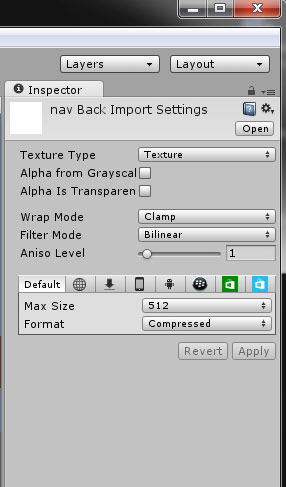 Layers
Layout
Inspector
nav Back Import Settings
Open
Texture Type
Texture
Alpha from Grayscal
Alpha Is Transparen
Wrap Mode
Clamp
Filter Mode
Bilinear
Aniso Level
1
Default
Max Size
512
Format
Compressed
Revert
Apply